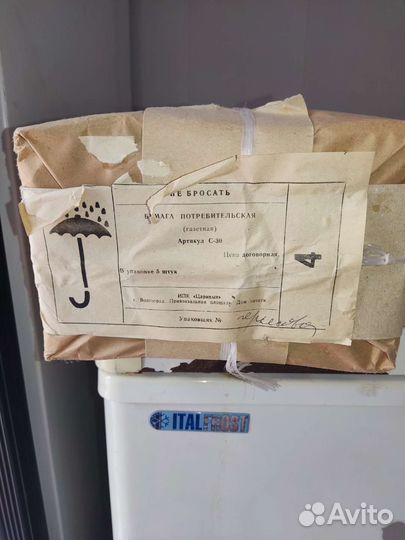 НЕ БРОСАТЬ
БУМАГА ПОТРЕБИТЕЛЬСКАЯ
(газетная)
Артикул С-30
Цена договорная
В упаковке 5 штук
4
ИПК «Царицын»
г. Волгоград. Привокзальная площадь, Дом печати
Упаковщик №
ITALFROST
Avito